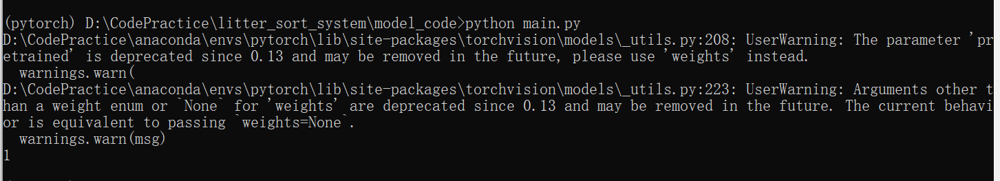 (pytorch) D:\CodePractice\litter_sort_system\model_code>python main.py
D:\CodePractice\anaconda\envs\pytorch\lib\site-packages\torchvision\models\_utils.py:208: UserWarning: The parameter 'pr
etrained' is deprecated since 0.13 and may be removed in the future, please use 'weights' instead.
  warnings.warn(
D:\CodePractice\anaconda\envs\pytorch\lib\site-packages\torchvision\models\_utils.py:223: UserWarning: Arguments other t
han a weight enum or `None` for 'weights' are deprecated since 0.13 and may be removed in the future. The current behavi
or is equivalent to passing `weights=None`.
  warnings.warn(msg)
1